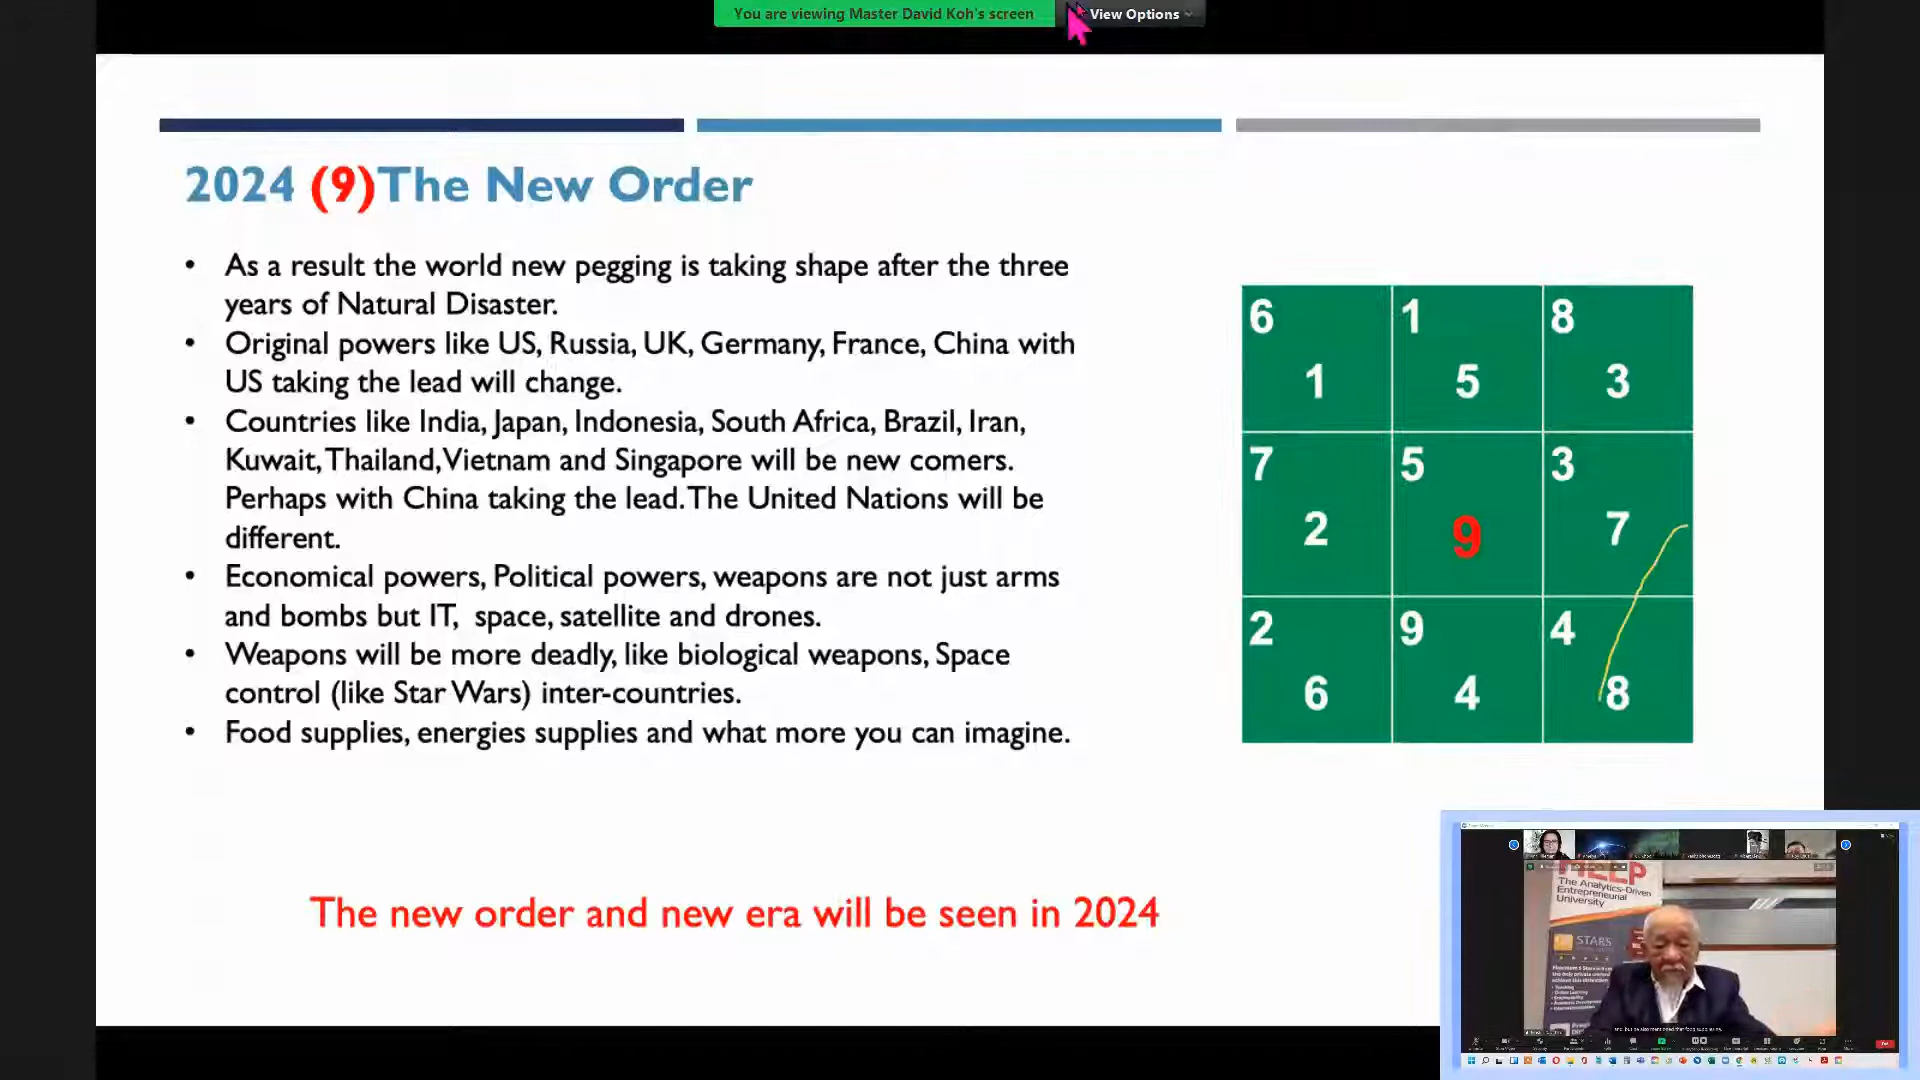 You are viewing Master David Koh's screen
View Options
2024 (9)The New Order
• As a result the world new pegging is taking shape after the three
years of Natural Disaster.
• Original powers like US, Russia, UK, Germany, France, China with
US taking the lead will change.
• Countries like India, Japan, Indonesia, South Africa, Brazil, Iran,
Kuwait, Thailand, Vietnam and Singapore will be new comers.
Perhaps with China taking the lead. The United Nations will be
different.
• Economical powers, Political powers, weapons are not just arms
and bombs but IT, space, satellite and drones.
• Weapons will be more deadly, like biological weapons, Space
control (like Star Wars) inter-countries.
• Food supplies, energies supplies and what more you can imagine.
6 1 8
1 5 3
7 5 3
2 9 7
2 9 4
6 4 8
The new order and new era will be seen in 2024
HELP
The Analytics-Driven
Entrepreneurial
University
STARS